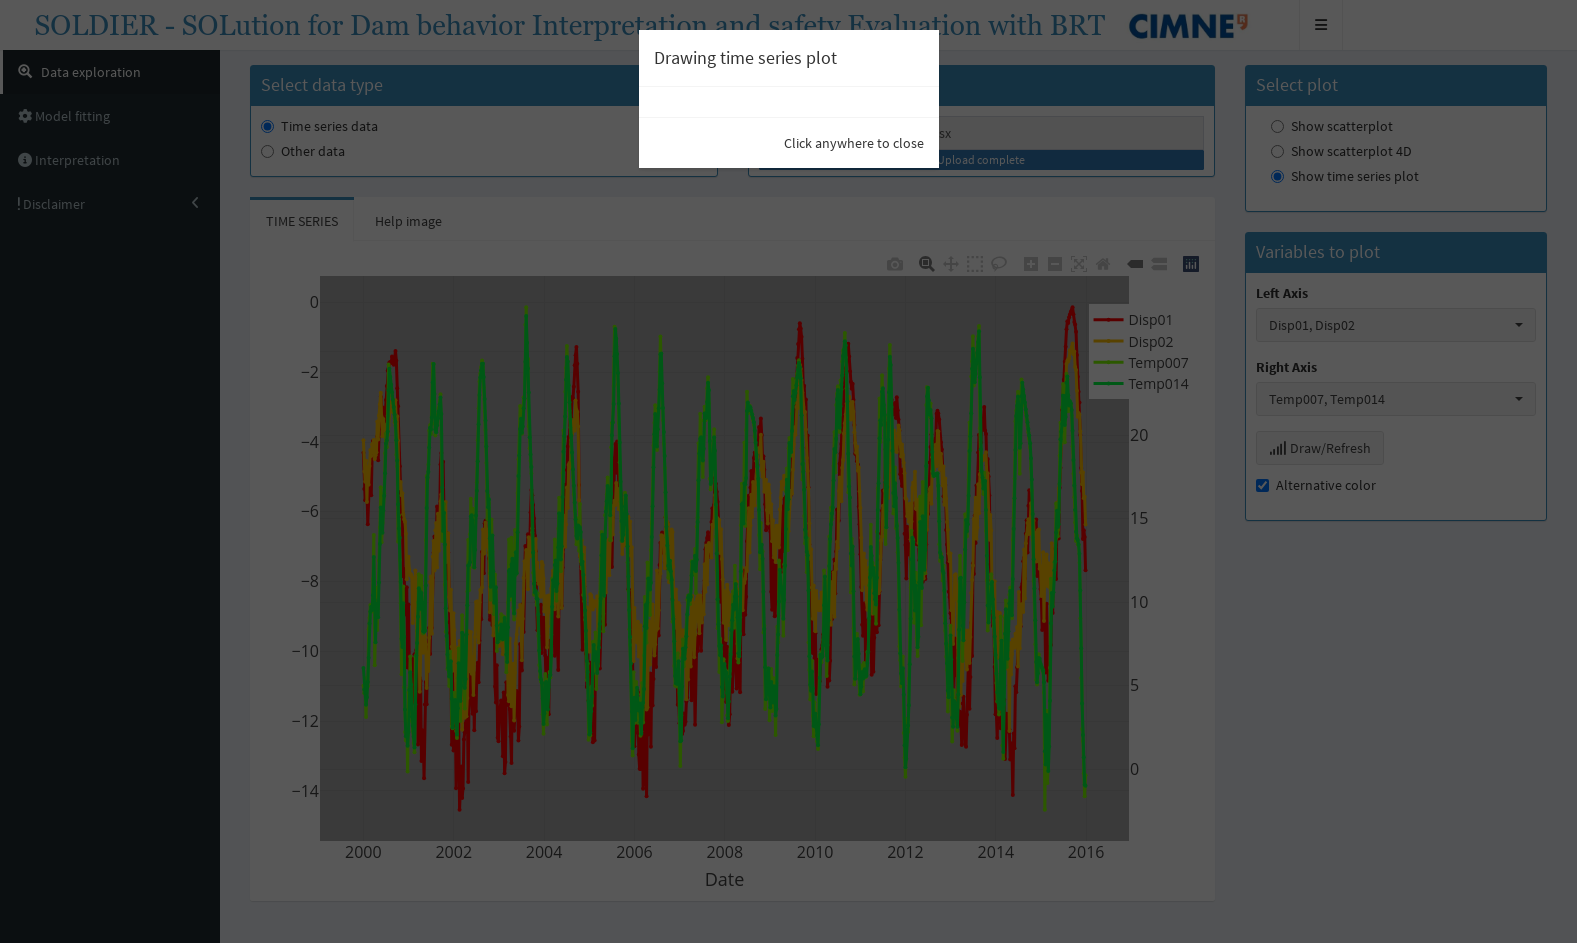 SOLDIER - SOLution for Dam behavior Interpretation and safety Evaluation with BRT
CIMNE
Drawing time series plot
Click anywhere to close
Data exploration
Model fitting
Interpretation
Disclaimer
Select data type
Time series data
Other data
sx
Upload complete
Select plot
Show scatterplot
Show scatterplot 4D
Show time series plot
TIME SERIES
Help image
Variables to plot
Left Axis
Disp01, Disp02
Right Axis
Temp007, Temp014
Draw/Refresh
Alternative color
Disp01
Disp02
Temp007
Temp014
0
−2
−4
−6
−8
−10
−12
−14
20
15
10
5
0
2000 2002 2004 2006 2008 2010 2012 2014 2016
Date